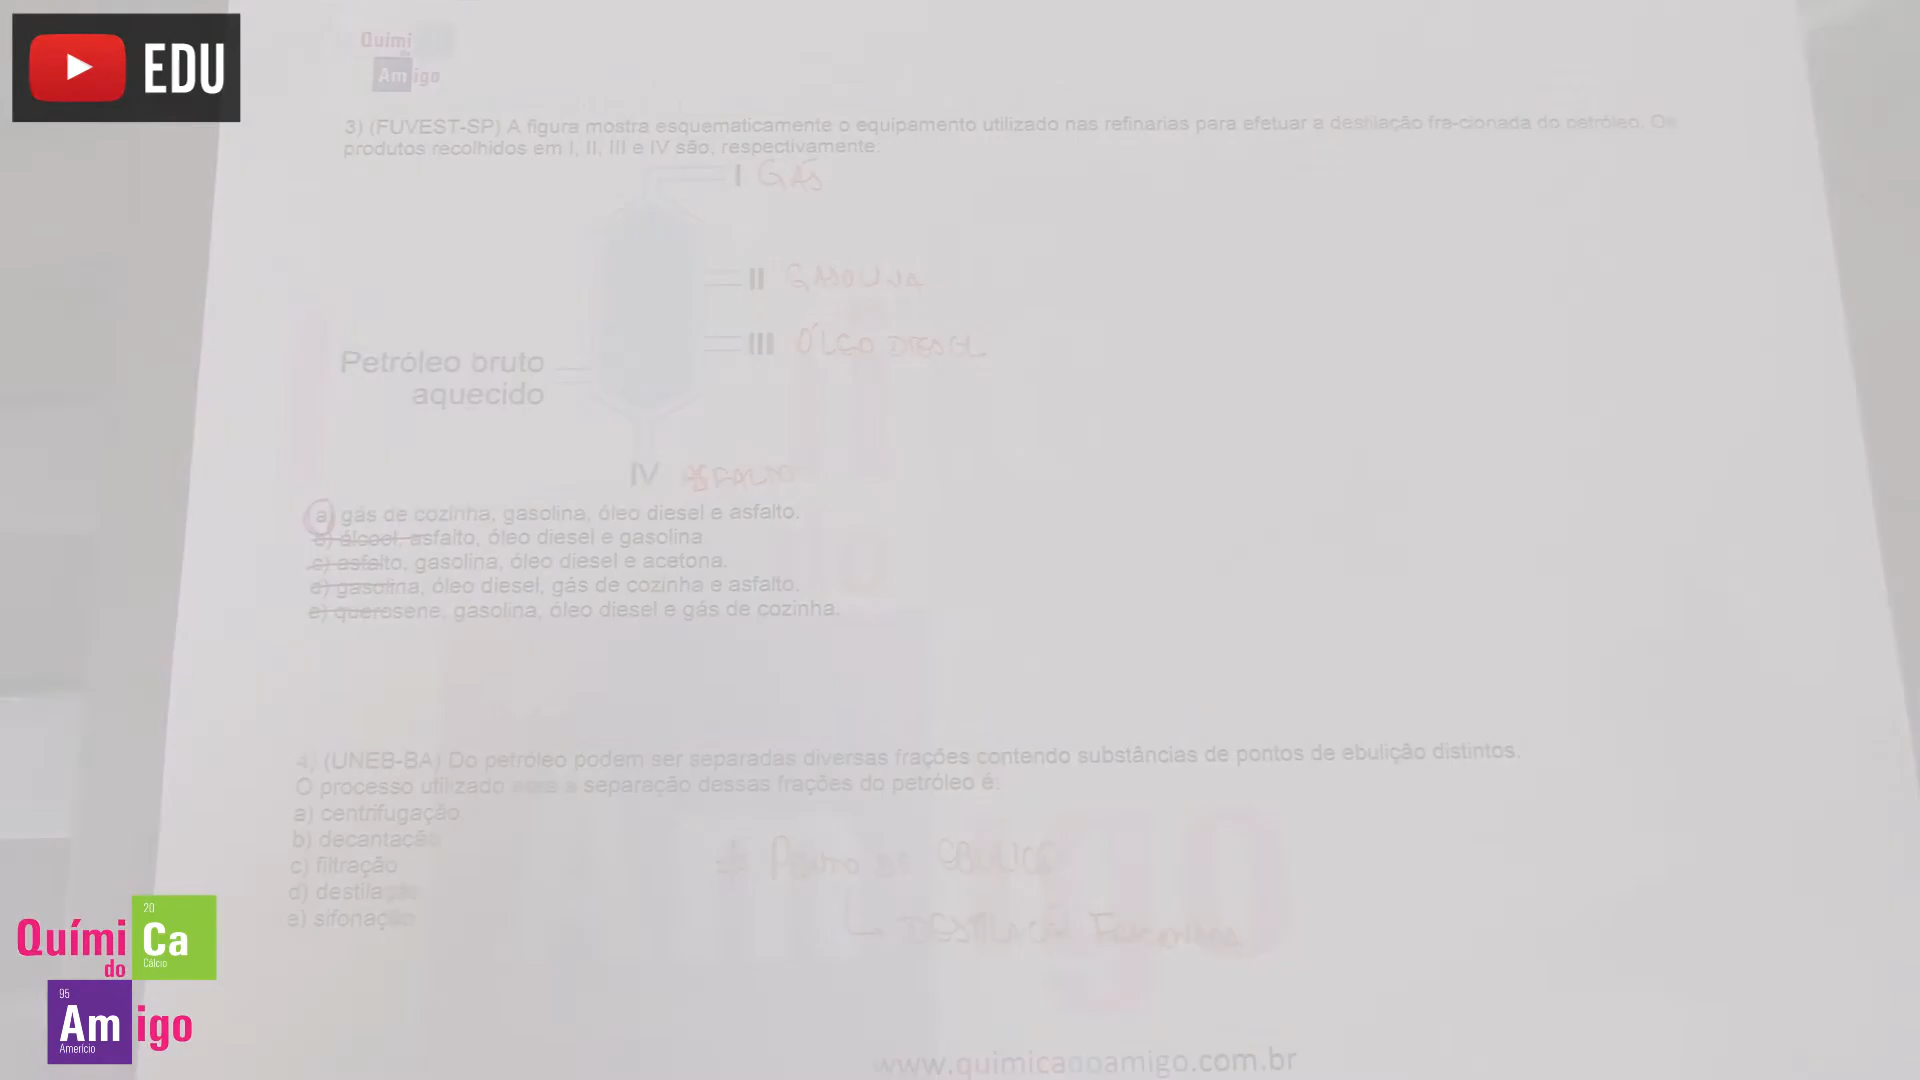 EDU
Quími
Am igo
3) (FUVEST-SP) A figura mostra esquematicamente o equipamento utilizado nas refinarias para efetuar a destilação fra-cionada do petróleo. Os
produtos recolhidos em I, II, III e IV são, respectivamente:
I GÁS
II GASOLINA
III ÓLEO DIESEL
Petróleo bruto
aquecido
IV ASFALTO
a) gás de cozinha, gasolina, óleo diesel e asfalto.
b) álcool, asfalto, óleo diesel e gasolina
c) asfalto, gasolina, óleo diesel e acetona.
d) gasolina, óleo diesel, gás de cozinha e asfalto.
e) querosene, gasolina, óleo diesel e gás de cozinha.
4) (UNEB-BA) Do petróleo podem ser separadas diversas frações contendo substâncias de pontos de ebulição distintos.
O processo utilizado para a separação dessas frações do petróleo é:
a) centrifugação
b) decantação
c) filtração
d) destilação
e) sifonação
≠ PONTO DE EBULIÇÃO
DESTILAÇÃO
20
Quími Ca
do Cálcio
95
Am igo
Amerício
www.quimicadoamigo.com.br